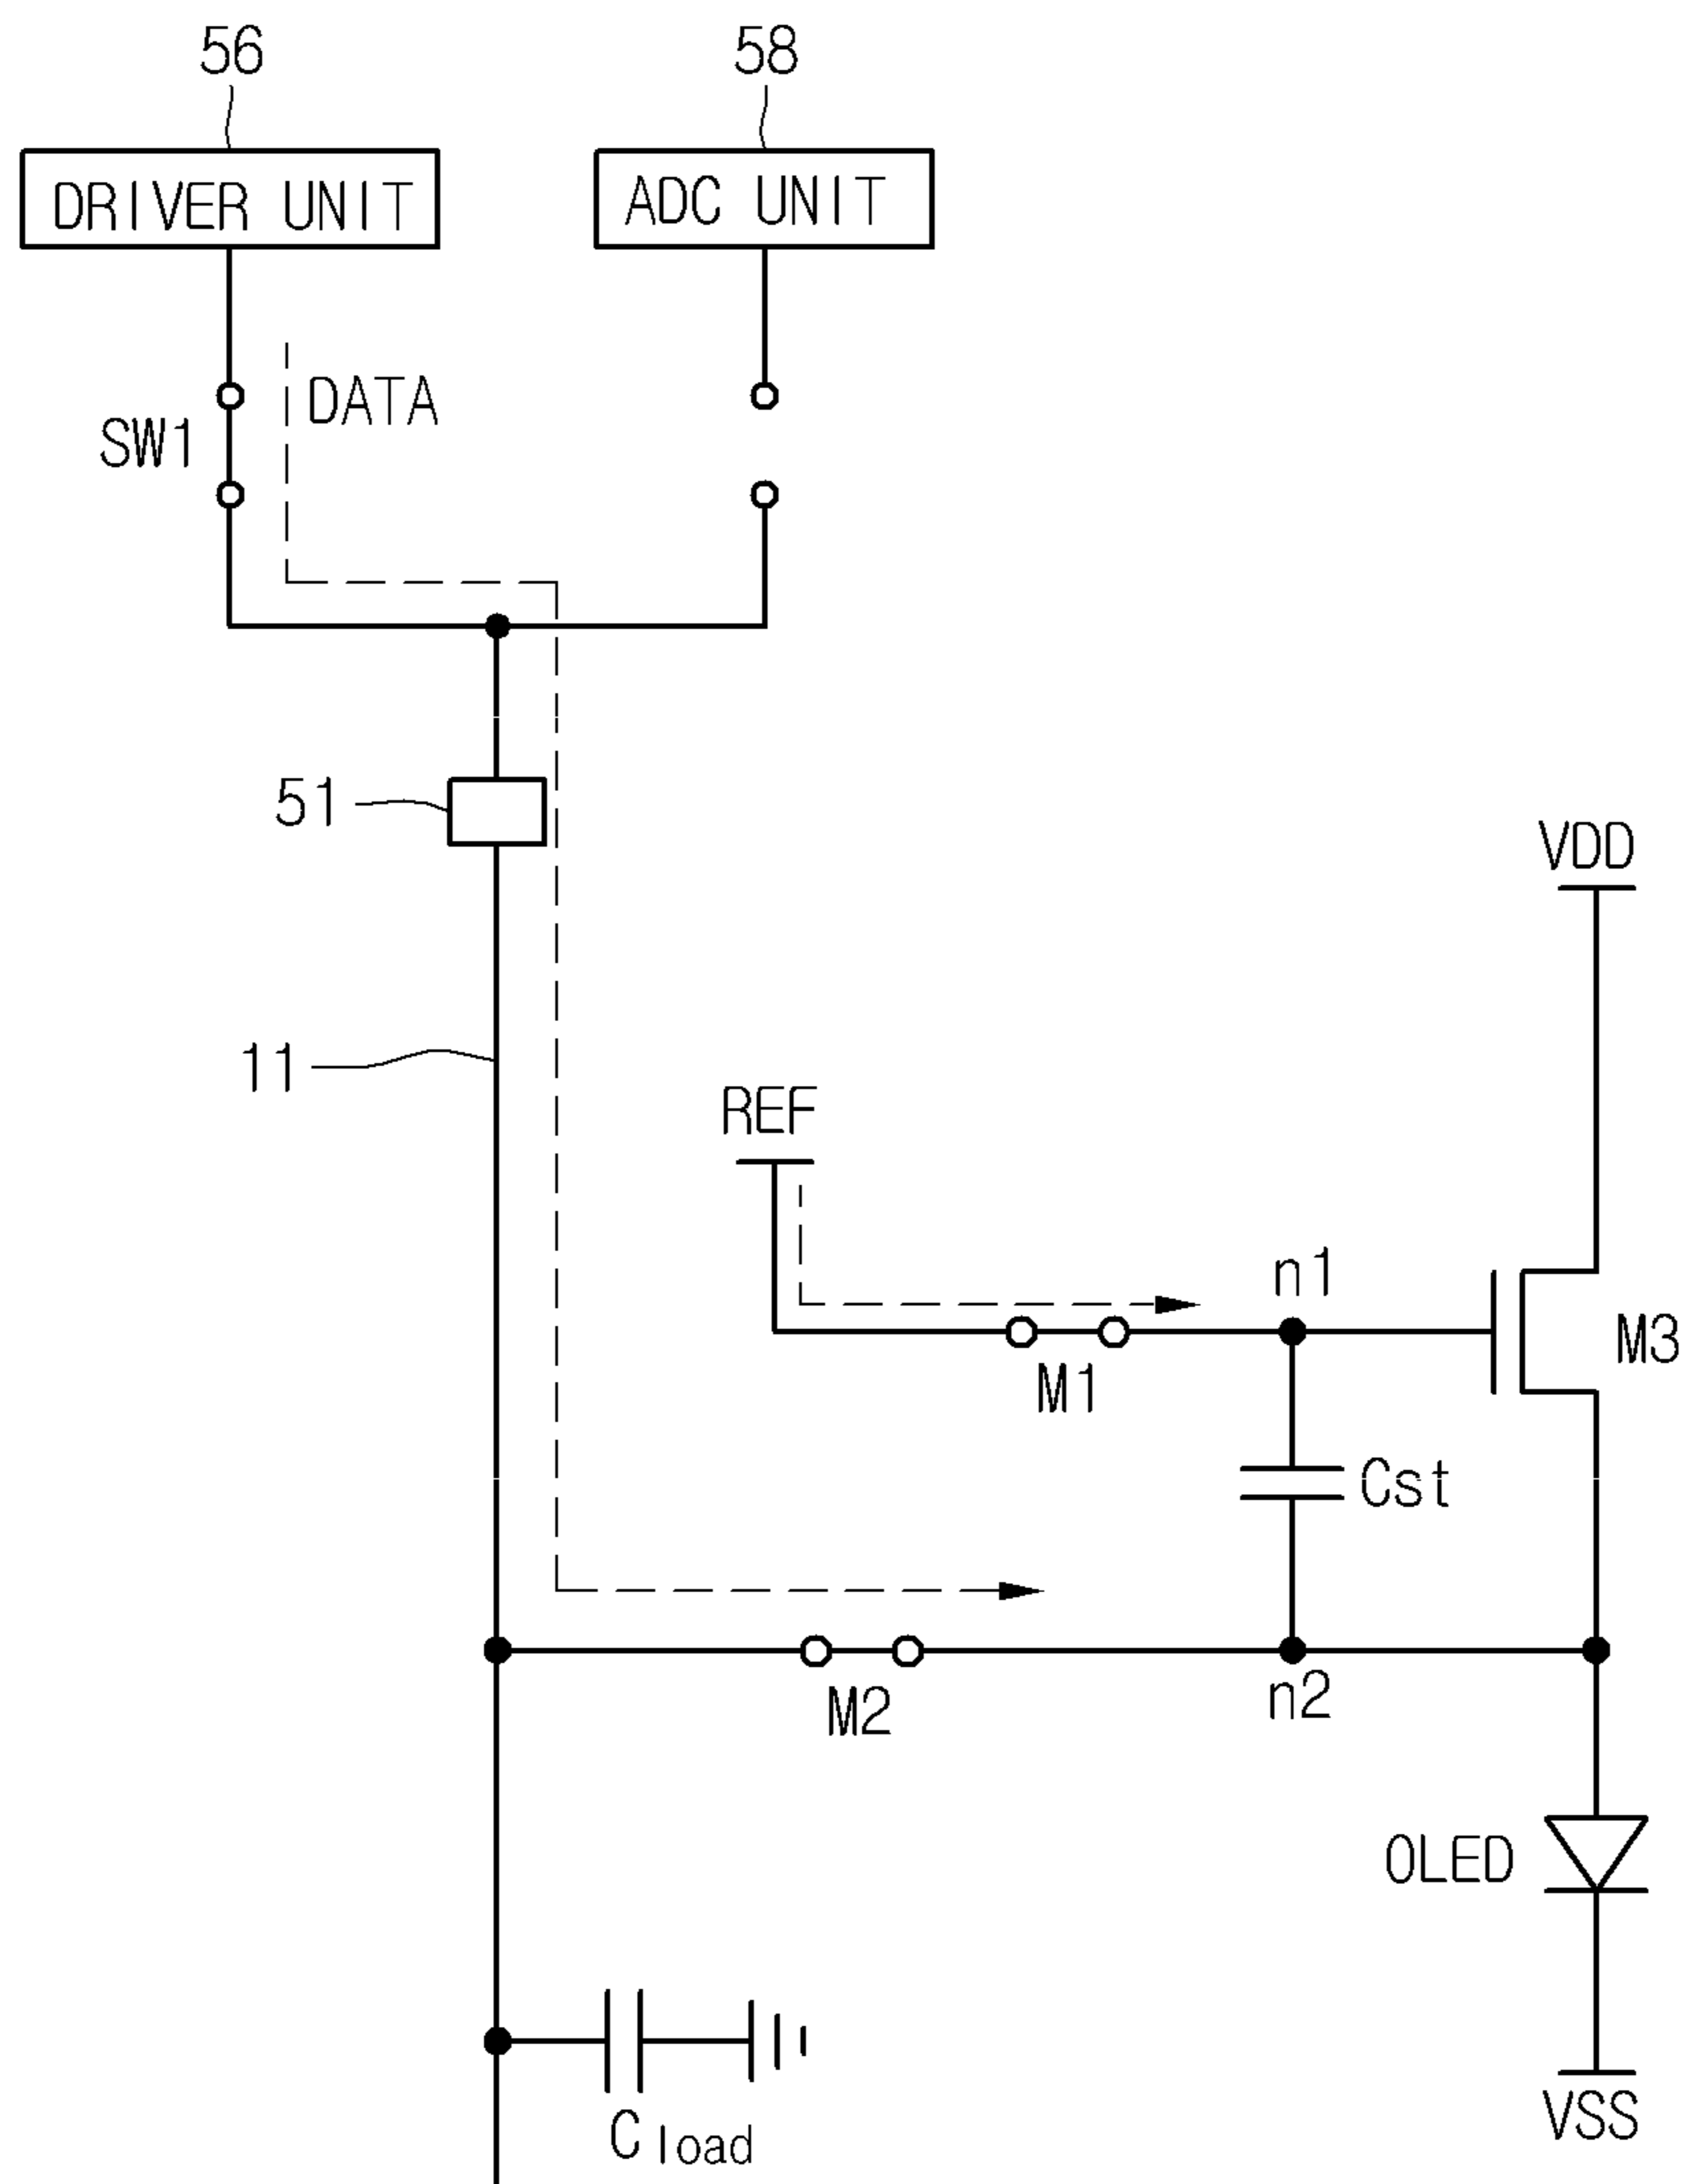 56
58
DRIVER UNIT
ADC UNIT
DATA
SW1
51
VDD
11
REF
n1
M3
M1
Cst
n2
M2
OLED
Cload
VSS